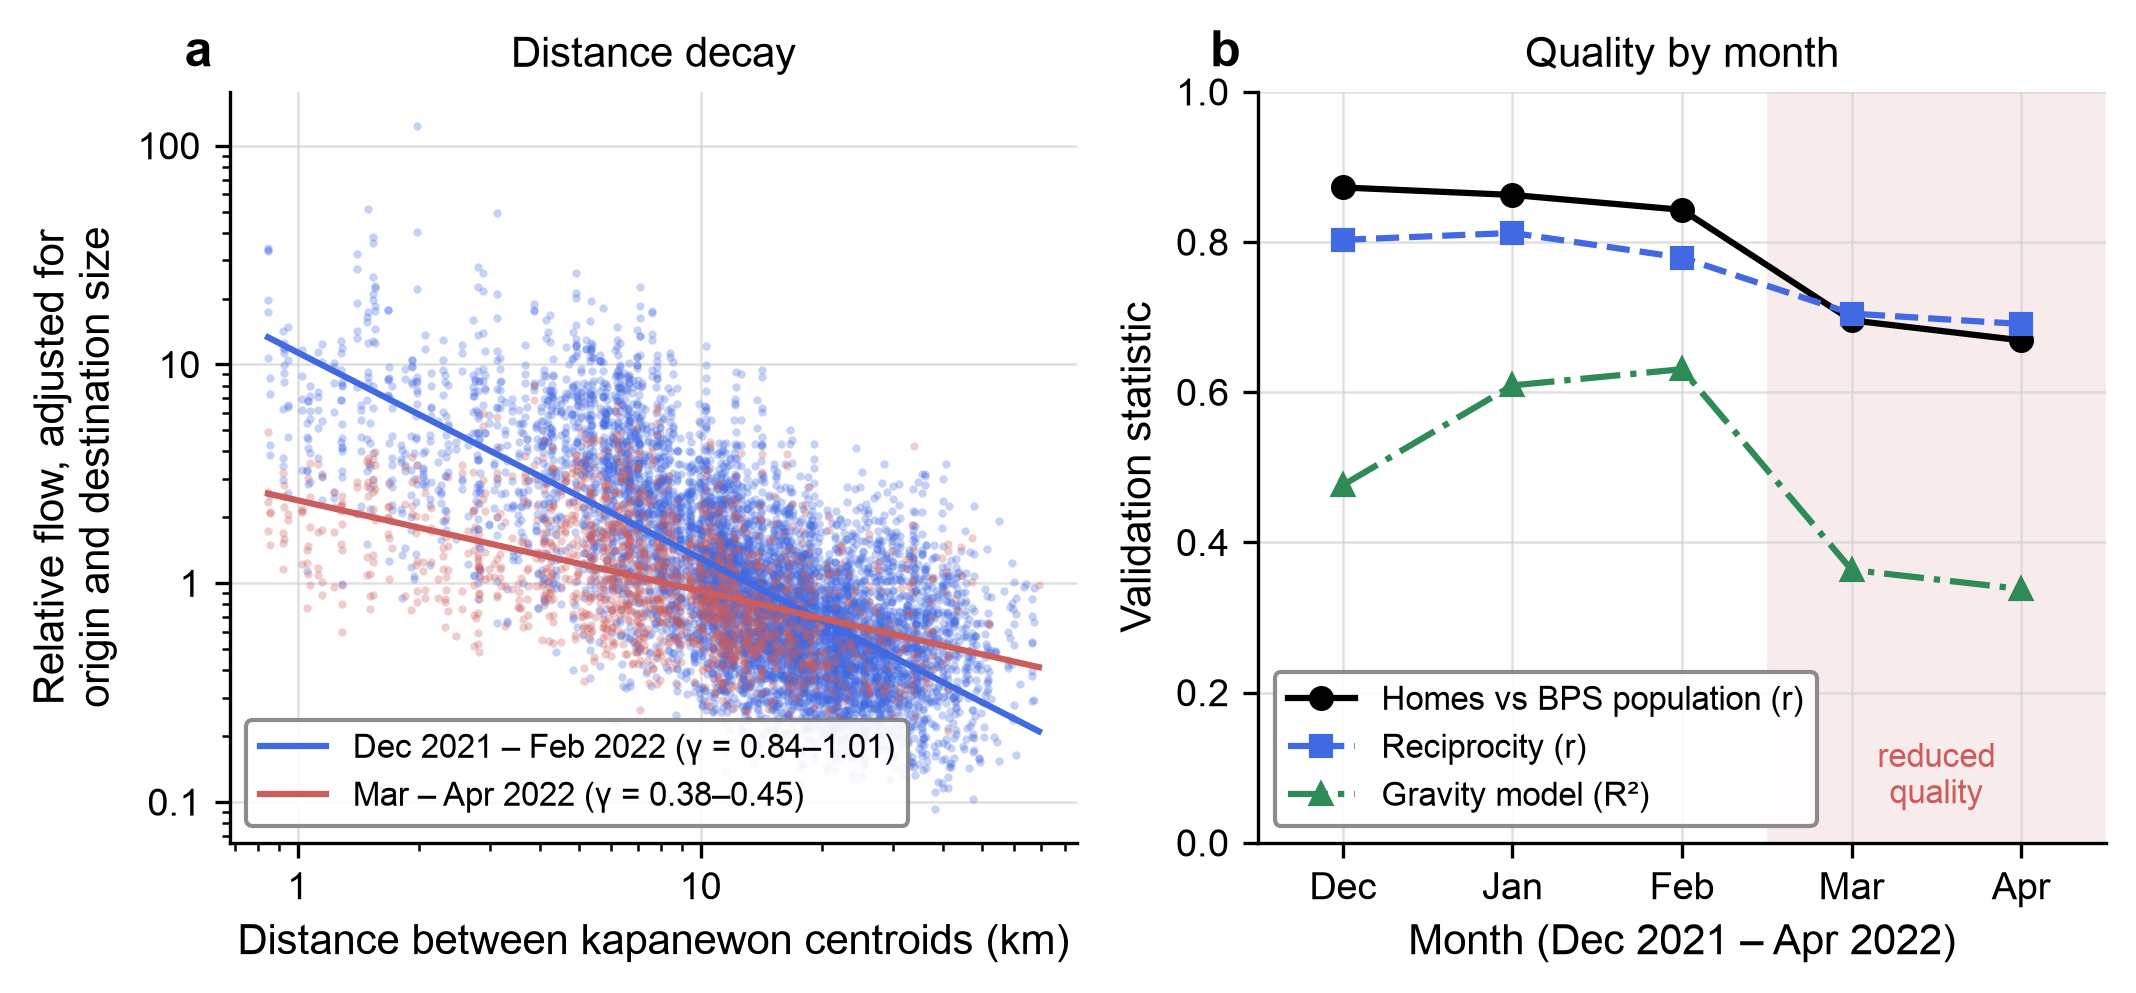 a
Distance decay
Relative flow, adjusted for
origin and destination size
100
10
1
0.1
Dec 2021 – Feb 2022 (γ = 0.84–1.01)
Mar – Apr 2022 (γ = 0.38–0.45)
1
10
Distance between kapanewon centroids (km)
b
Quality by month
Validation statistic
1.0
0.8
0.6
0.4
0.2
0.0
Homes vs BPS population (r)
Reciprocity (r)
Gravity model (R²)
reduced
quality
Dec
Jan
Feb
Mar
Apr
Month (Dec 2021 – Apr 2022)